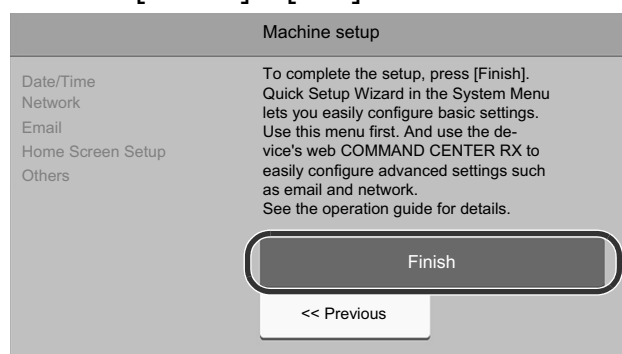 Machine setup
Date/Time
Network
Email
Home Screen Setup
Others
To complete the setup, press [Finish].
Quick Setup Wizard in the System Menu
lets you easily configure basic settings.
Use this menu first. And use the de-
vice's web COMMAND CENTER RX to
easily configure advanced settings such
as email and network.
See the operation guide for details.
Finish
<< Previous